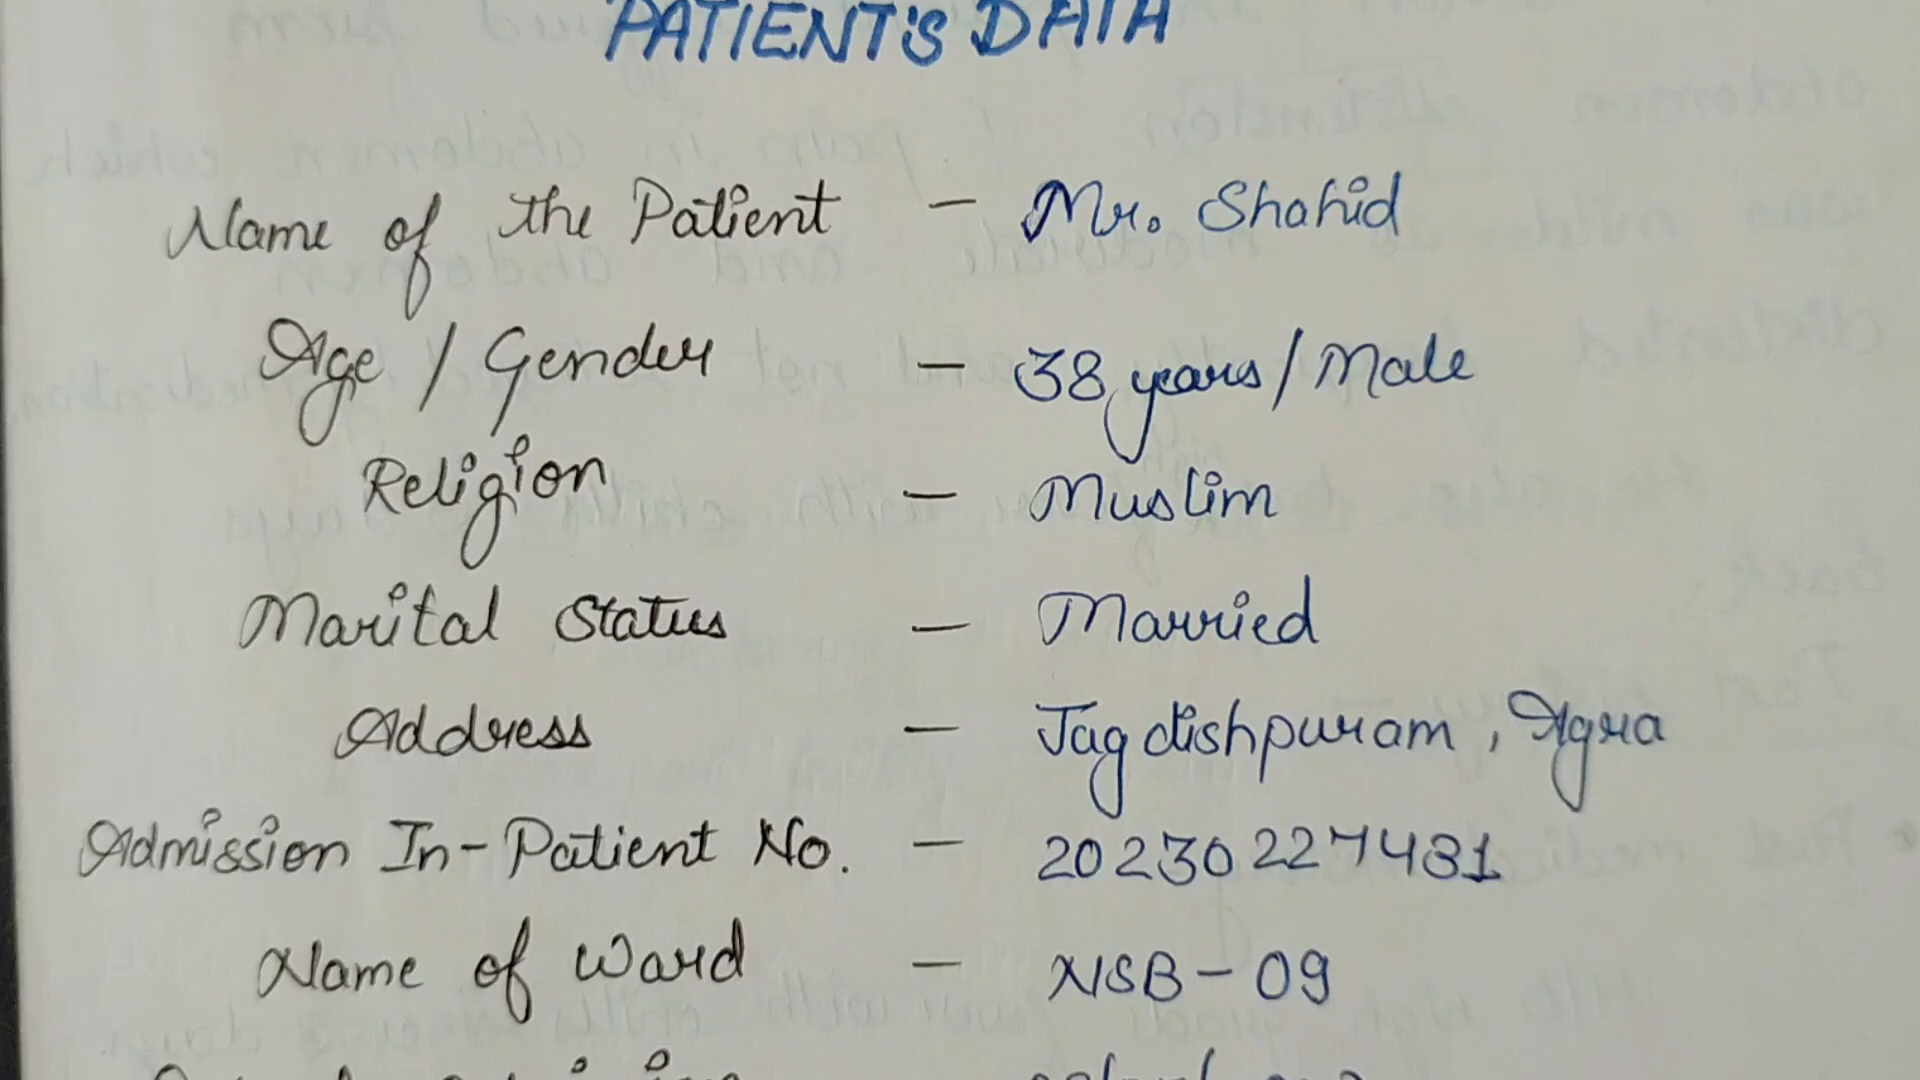 PATIENT'S DATA
Name of the Patient - Mr. Shahid
Age / Gender - 38 years / Male
Religion - Muslim
Marital Status - Married
Address - Jagdishpuram, Agra
Admission In-Patient No. - 20230227481
Name of Ward - NSB-09